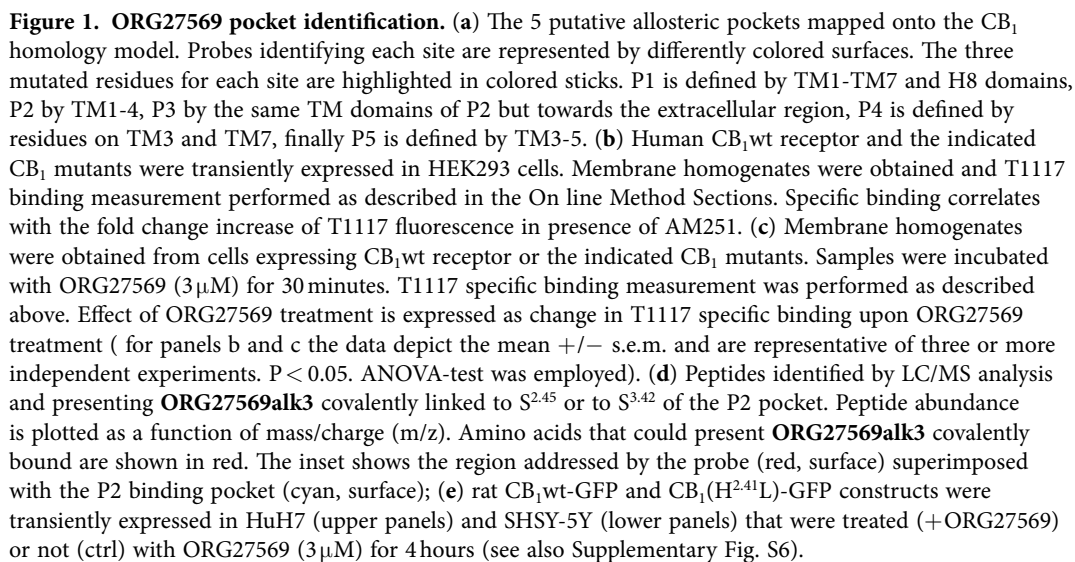 Figure 1. ORG27569 pocket identification. (a) The 5 putative allosteric pockets mapped onto the CB₁
homology model. Probes identifying each site are represented by differently colored surfaces. The three
mutated residues for each site are highlighted in colored sticks. P1 is defined by TM1-TM7 and H8 domains,
P2 by TM1-4, P3 by the same TM domains of P2 but towards the extracellular region, P4 is defined by
residues on TM3 and TM7, finally P5 is defined by TM3-5. (b) Human CB₁wt receptor and the indicated
CB₁ mutants were transiently expressed in HEK293 cells. Membrane homogenates were obtained and T1117
binding measurement performed as described in the On line Method Sections. Specific binding correlates
with the fold change increase of T1117 fluorescence in presence of AM251. (c) Membrane homogenates
were obtained from cells expressing CB₁wt receptor or the indicated CB₁ mutants. Samples were incubated
with ORG27569 (3 μM) for 30 minutes. T1117 specific binding measurement was performed as described
above. Effect of ORG27569 treatment is expressed as change in T1117 specific binding upon ORG27569
treatment ( for panels b and c the data depict the mean +/− s.e.m. and are representative of three or more
independent experiments. P < 0.05. ANOVA-test was employed). (d) Peptides identified by LC/MS analysis
and presenting ORG27569alk3 covalently linked to S²·⁴⁵ or to S³·⁴² of the P2 pocket. Peptide abundance
is plotted as a function of mass/charge (m/z). Amino acids that could present ORG27569alk3 covalently
bound are shown in red. The inset shows the region addressed by the probe (red, surface) superimposed
with the P2 binding pocket (cyan, surface); (e) rat CB₁wt-GFP and CB₁(H²·⁴¹L)-GFP constructs were
transiently expressed in HuH7 (upper panels) and SHSY-5Y (lower panels) that were treated (+ORG27569)
or not (ctrl) with ORG27569 (3 μM) for 4 hours (see also Supplementary Fig. S6).